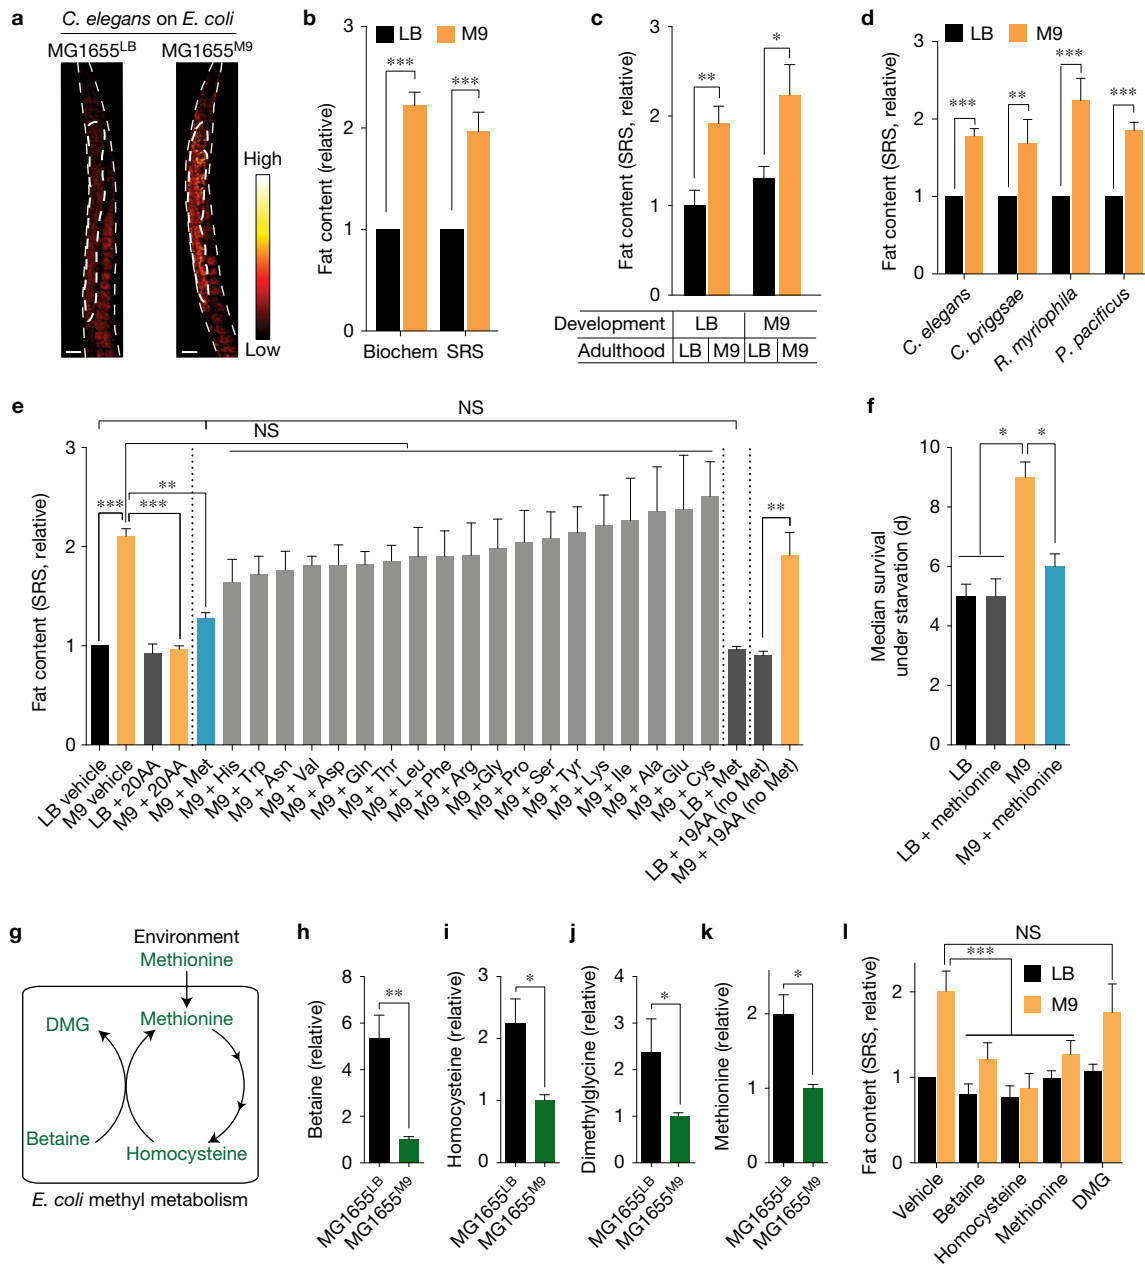 a
C. elegans on E. coli
MG1655LB
MG1655M9
High
Low
b
LB
M9
3
2
1
0
Fat content (relative)
***
***
Biochem
SRS
c
LB
M9
3
2
1
0
Fat content (SRS, relative)
**
*
Development
LB
M9
Adulthood
LB
M9
LB
M9
d
LB
M9
3
2
1
0
Fat content (SRS, relative)
***
**
***
***
C. elegans
C. briggsae
R. myriophila
P. pacificus
e
NS
NS
3
2
1
0
Fat content (SRS, relative)
***
**
***
**
LB vehicle
M9 vehicle
LB + 20AA
M9 + 20AA
M9 + Met
M9 + His
M9 + Trp
M9 + Asn
M9 + Val
M9 + Asp
M9 + Gln
M9 + Thr
M9 + Leu
M9 + Phe
M9 + Arg
M9 +Gly
M9 + Pro
M9 + Ser
M9 + Tyr
M9 + Lys
M9 + Ile
M9 + Ala
M9 + Glu
M9 + Cys
LB + Met
LB + 19AA (no Met)
M9 + 19AA (no Met)
f
10
8
6
4
2
0
Median survival
under starvation (d)
*
*
LB
LB + methionine
M9
M9 + methionine
g
Environment
Methionine
DMG
Methionine
Betaine
Homocysteine
E. coli methyl metabolism
h
8
6
4
2
0
Betaine (relative)
**
MG1655LB
MG1655M9
i
3
2
1
0
Homocysteine (relative)
*
MG1655LB
MG1655M9
j
4
3
2
1
0
Dimethylglycine (relative)
*
MG1655LB
MG1655M9
k
2
1
0
Methionine (relative)
*
MG1655LB
MG1655M9
l
NS
***
LB
M9
2.0
1.5
1.0
0.5
0
Fat content (SRS, relative)
Vehicle
Betaine
Homocysteine
Methionine
DMG